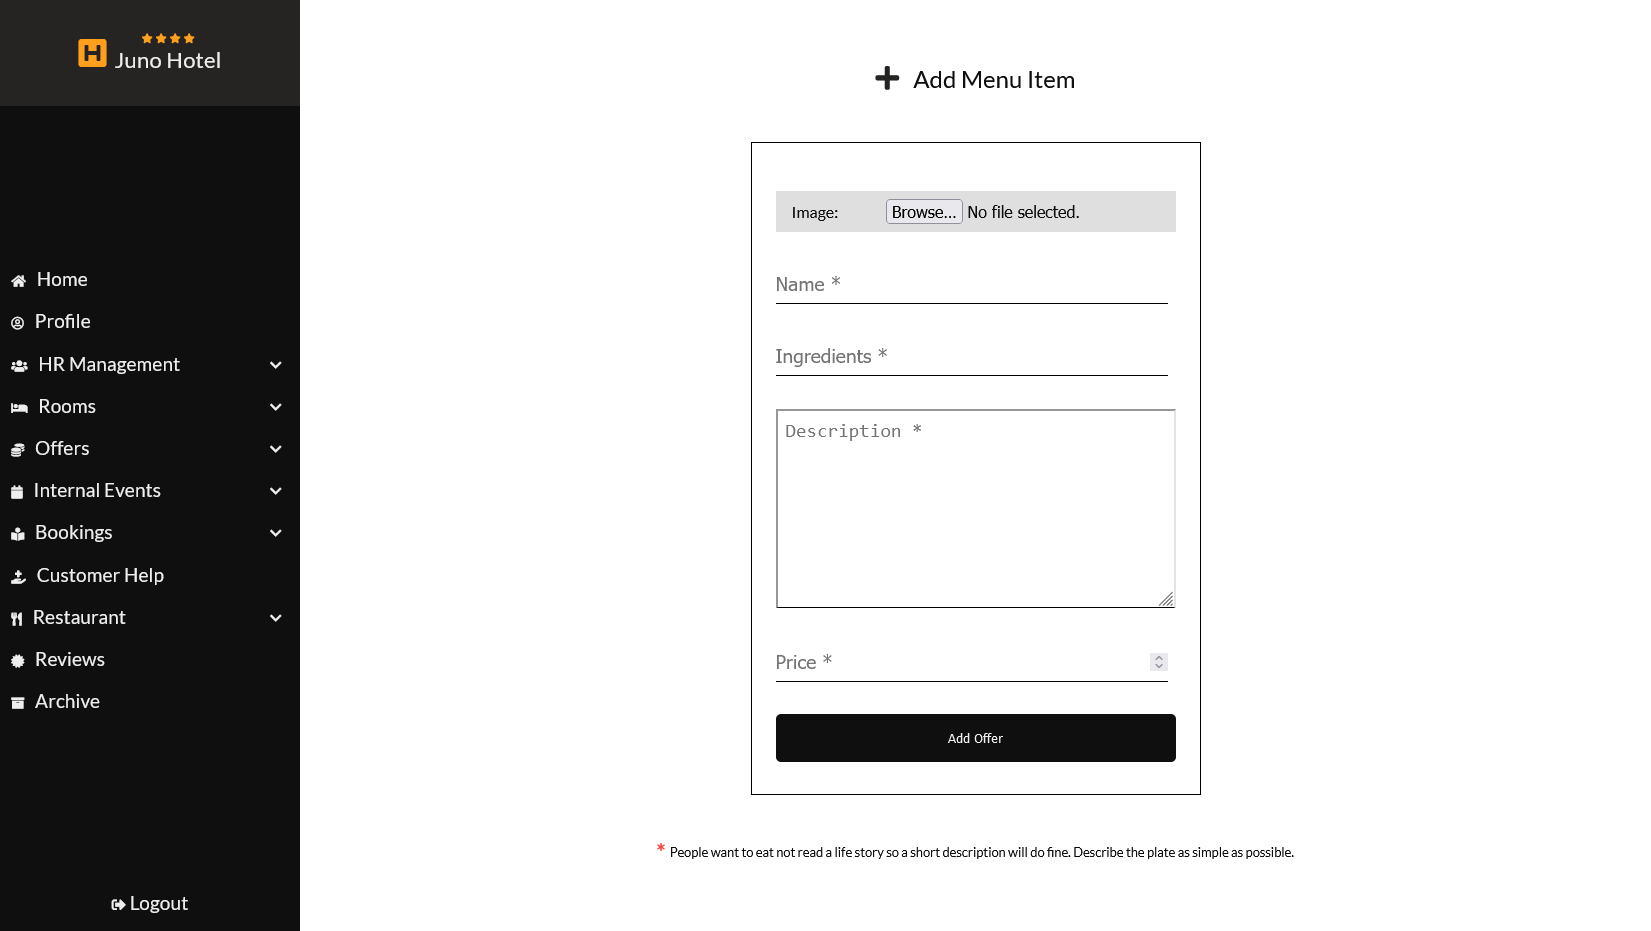 Juno Hotel
Home
Profile
HR Management
Rooms
Offers
Internal Events
Bookings
Customer Help
Restaurant
Reviews
Archive
Logout
Add Menu Item
Image: Browse... No file selected.
Name *
Ingredients *
Description *
Price *
Add Offer
* People want to eat not read a life story so a short description will do fine. Describe the plate as simple as possible.